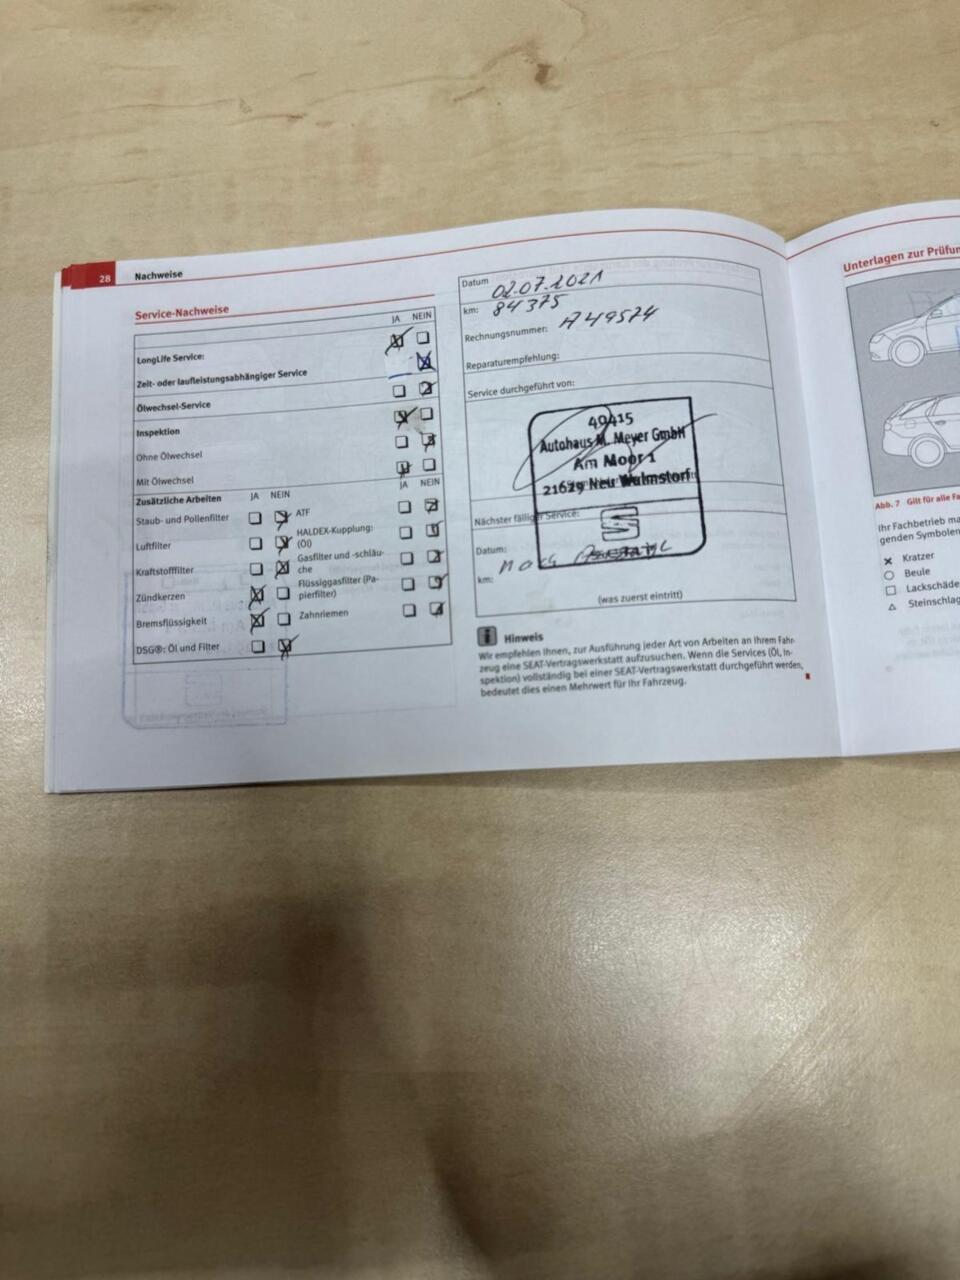 28
Nachweise
Service-Nachweise
JA NEIN
LongLife Service:
Zeit- oder laufleistungsabhängiger Service
Ölwechsel-Service
Inspektion
Ohne Ölwechsel
Mit Ölwechsel
Zusätzliche Arbeiten JA NEIN
JA NEIN
Staub- und Pollenfilter
Luftfilter
Kraftstofffilter
Zündkerzen
Bremsflüssigkeit
DSG®: Öl und Filter
ATF
HALDEX-Kupplung:
(Öl)
Gasfilter und -schläu-
che
Flüssiggasfilter (Pa-
pierfilter)
Zahnriemen
Datum 02.07.2021
km: 84375
Rechnungsnummer: A49574
Reparaturempfehlung:
Service durchgeführt von:
40415
Autohaus M. Meyer GmbH
Am Moor 1
21629 Neu Wulmstorf
Nächster fälliger Service:
Datum:
km:
(was zuerst eintritt)
Hinweis
Wir empfehlen Ihnen, zur Ausführung jeder Art von Arbeiten an Ihrem Fahr-
zeug eine SEAT-Vertragswerkstatt aufzusuchen. Wenn die Services (Öl, In-
spektion) vollständig bei einer SEAT-Vertragswerkstatt durchgeführt werden,
bedeutet dies einen Mehrwert für Ihr Fahrzeug.
Unterlagen zur Prüfun
Abb. 7 Gilt für alle Fa
Ihr Fachbetrieb ma
genden Symbolen
Kratzer
Beule
Lackschäde
Steinschlag